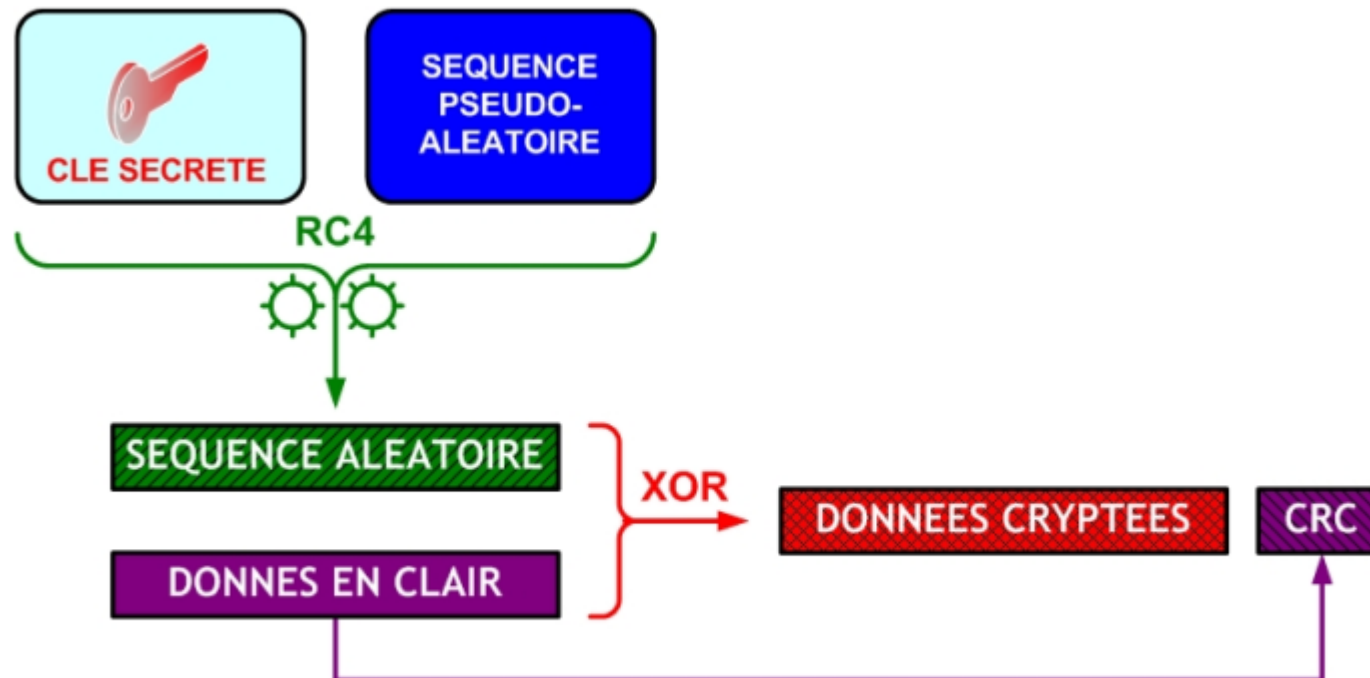 CLE SECRETE
SEQUENCE
PSEUDO-
ALEATOIRE
RC4
SEQUENCE ALEATOIRE
XOR
DONNEES CRYPTEES
CRC
DONNES EN CLAIR